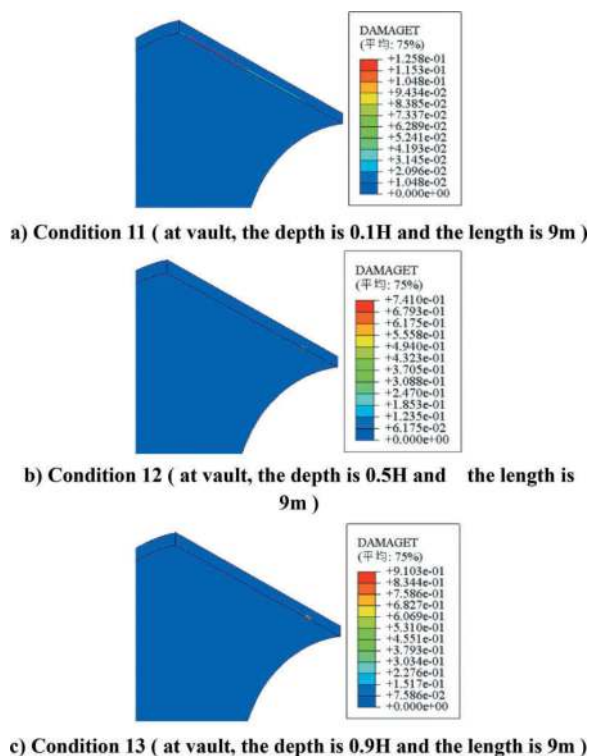 DAMAGET
(平均: 75%)
+1.258e-01
+1.153e-01
+1.048e-01
+9.434e-02
+8.385e-02
+7.337e-02
+6.289e-02
+5.241e-02
+4.193e-02
+3.145e-02
+2.096e-02
+1.048e-02
+0.000e+00
a) Condition 11 ( at vault, the depth is 0.1H and the length is 9m )
DAMAGET
(平均: 75%)
+7.410e-01
+6.793e-01
+6.175e-01
+5.558e-01
+4.940e-01
+4.323e-01
+3.705e-01
+3.088e-01
+2.470e-01
+1.853e-01
+1.235e-01
+6.175e-02
+0.000e+00
b) Condition 12 ( at vault, the depth is 0.5H and the length is
9m )
DAMAGET
(平均: 75%)
+9.103e-01
+8.344e-01
+7.586e-01
+6.827e-01
+6.069e-01
+5.310e-01
+4.551e-01
+3.793e-01
+3.034e-01
+2.276e-01
+1.517e-01
+7.586e-02
+0.000e+00
c) Condition 13 ( at vault, the depth is 0.9H and the length is 9m )